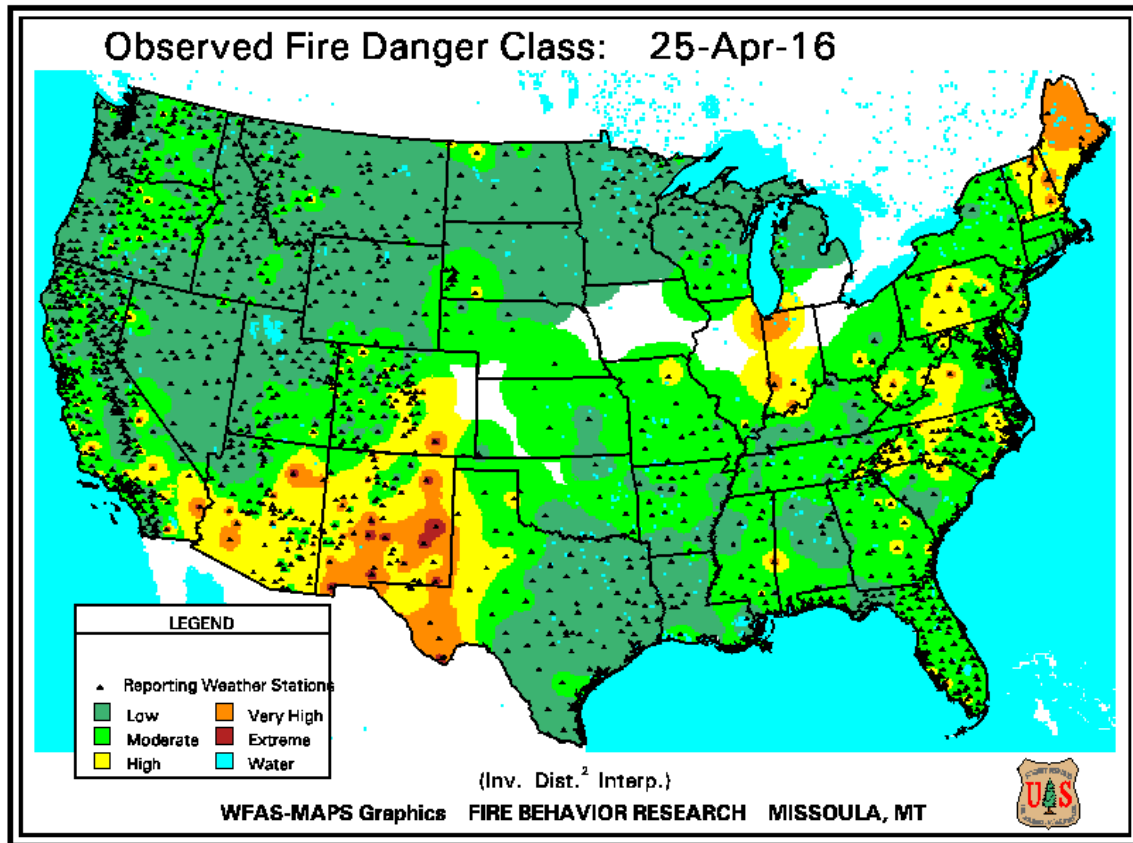 Observed Fire Danger Class: 25-Apr-16
LEGEND
Reporting Weather Stations
Low
Very High
Moderate
Extreme
High
Water
(Inv. Dist.² Interp.)
WFAS-MAPS Graphics FIRE BEHAVIOR RESEARCH MISSOULA, MT
U S